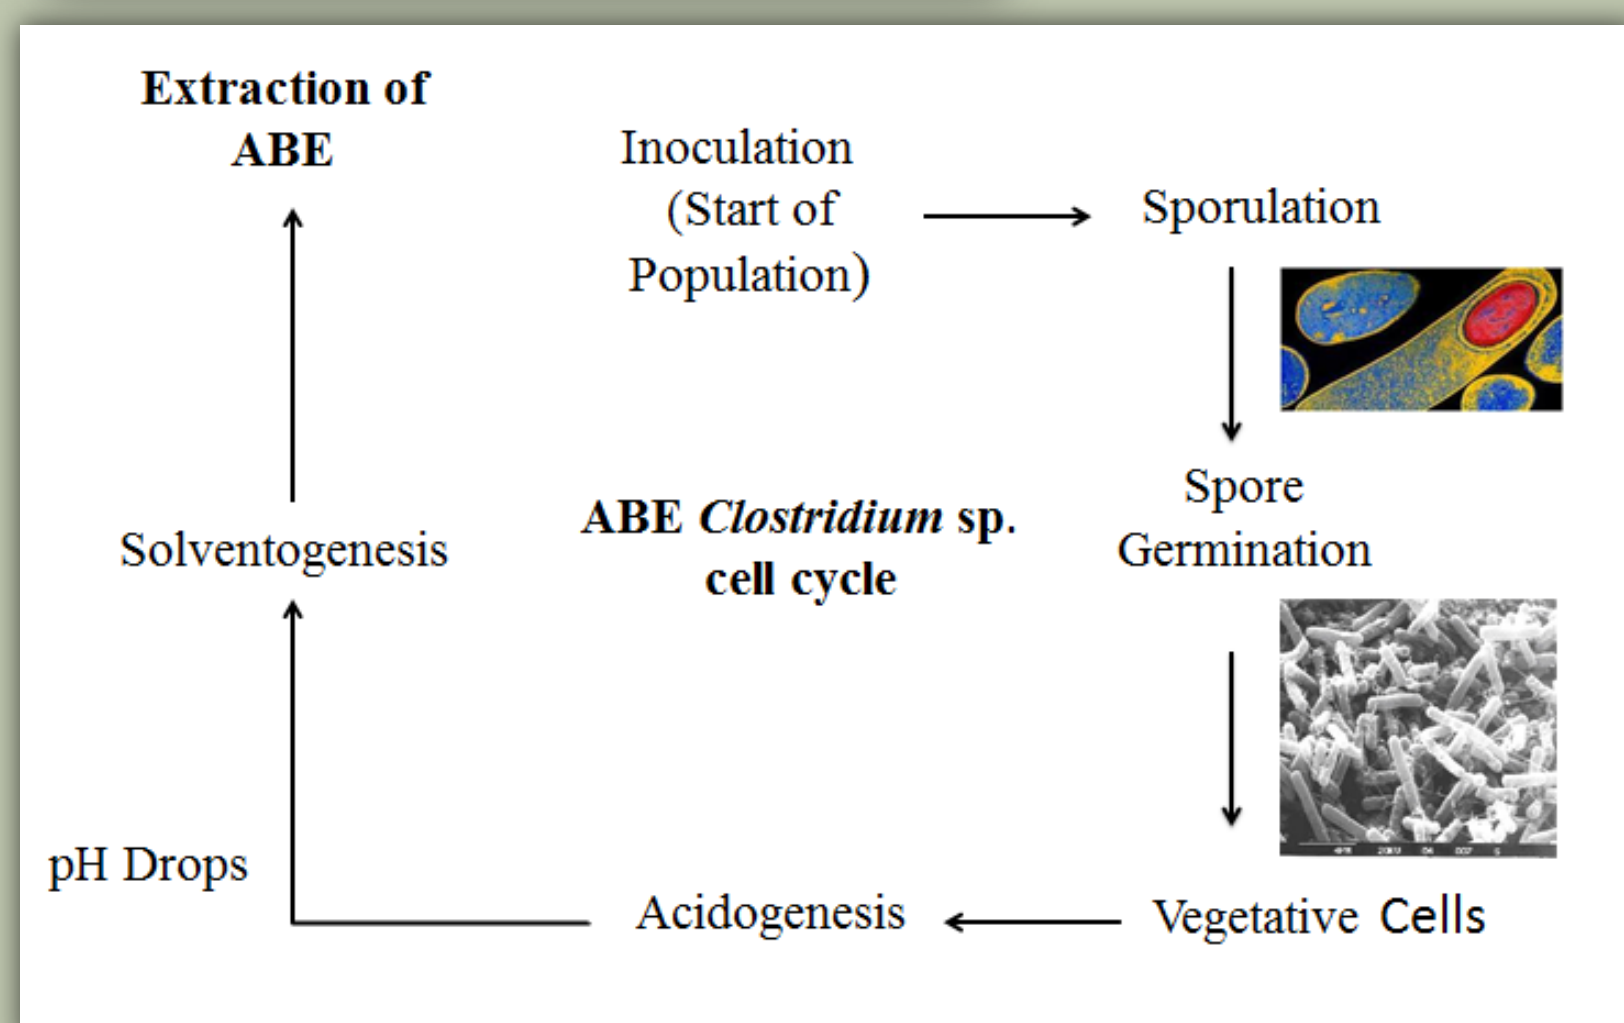 Extraction of
ABE
Inoculation
(Start of
Population)
Sporulation
Spore
Germination
ABE Clostridium sp.
cell cycle
Solventogenesis
pH Drops
Acidogenesis
Vegetative Cells